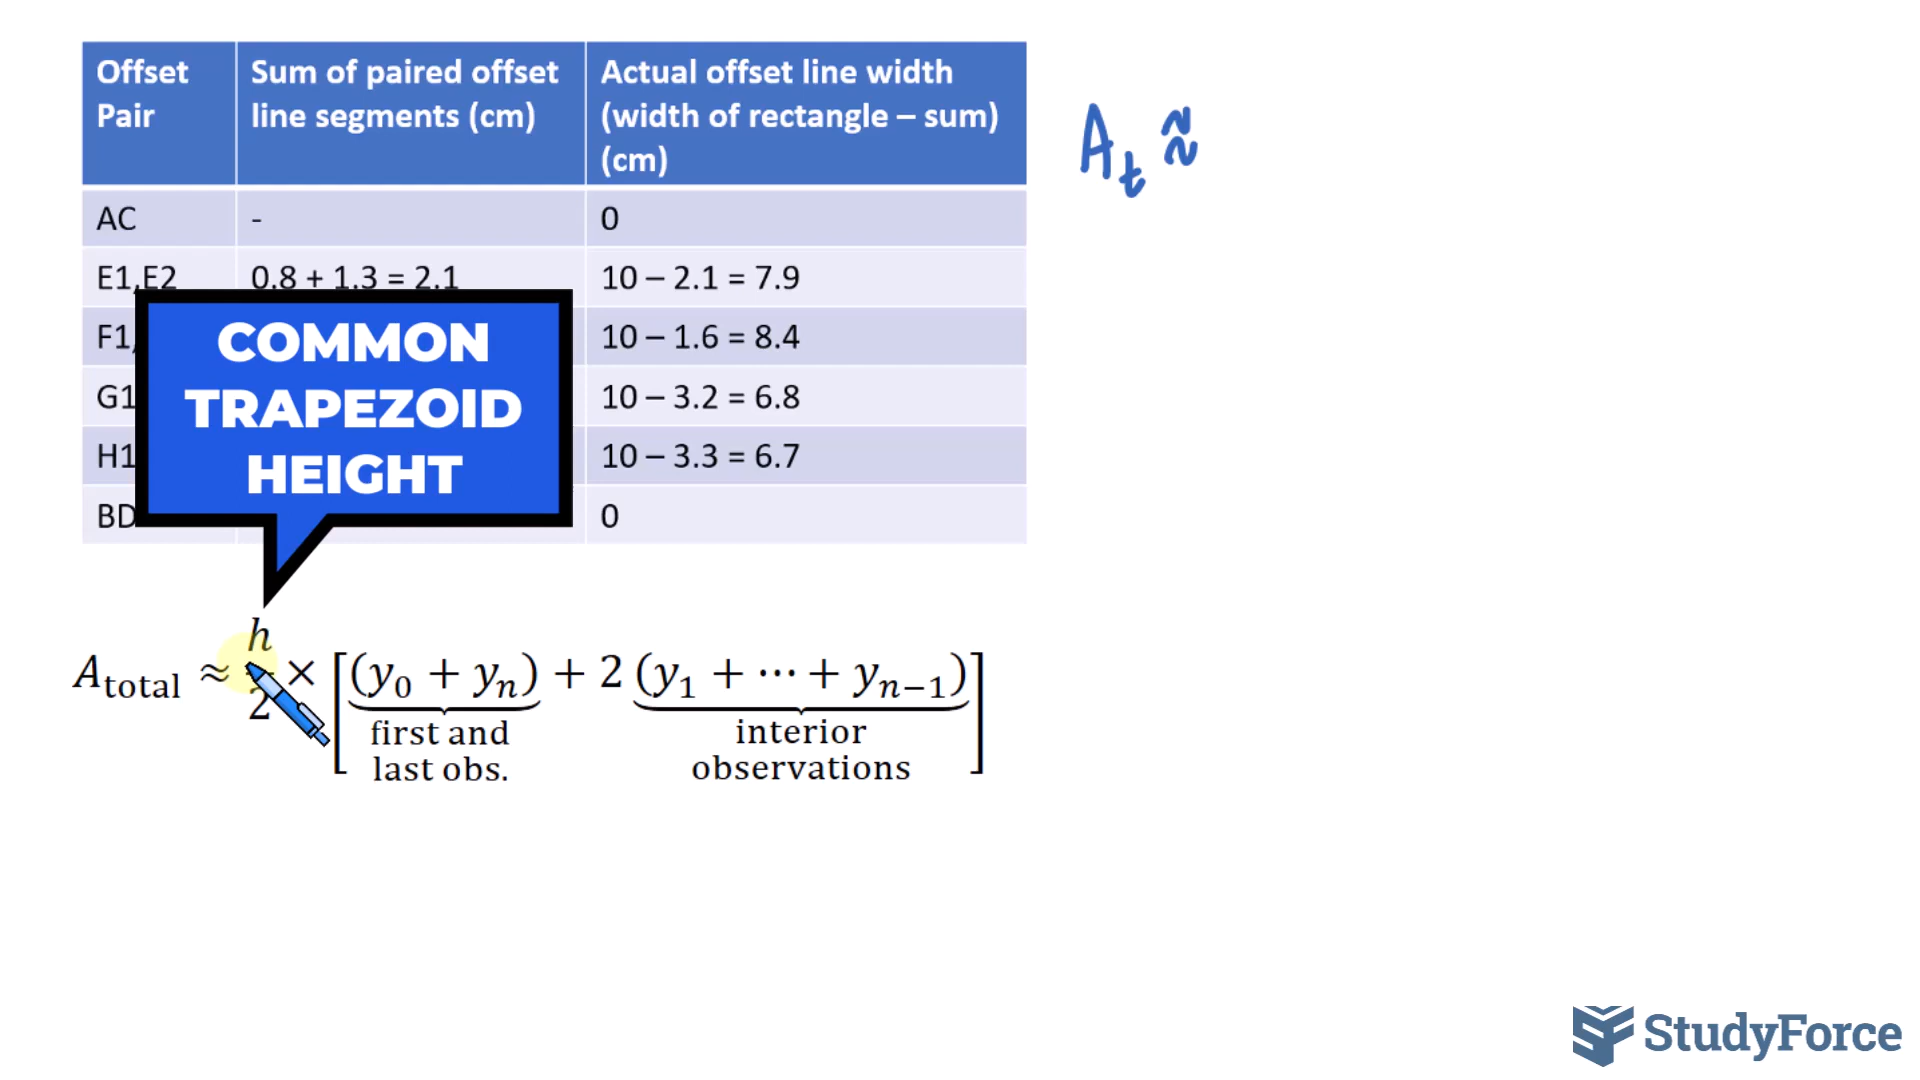 Offset Pair | Sum of paired offset line segments (cm) | Actual offset line width (width of rectangle – sum) (cm)
AC | - | 0
E1,E2 | 0.8 + 1.3 = 2.1 | 10 – 2.1 = 7.9
F1, | 10 – 1.6 = 8.4
G1 | 10 – 3.2 = 6.8
H1 | 10 – 3.3 = 6.7
BD | 0
COMMON
TRAPEZOID
HEIGHT
A_t ≈
A_total ≈ h/2 × [(y_0 + y_n) + 2(y_1 + ⋯ + y_{n−1})]
first and
last obs.
interior
observations
StudyForce